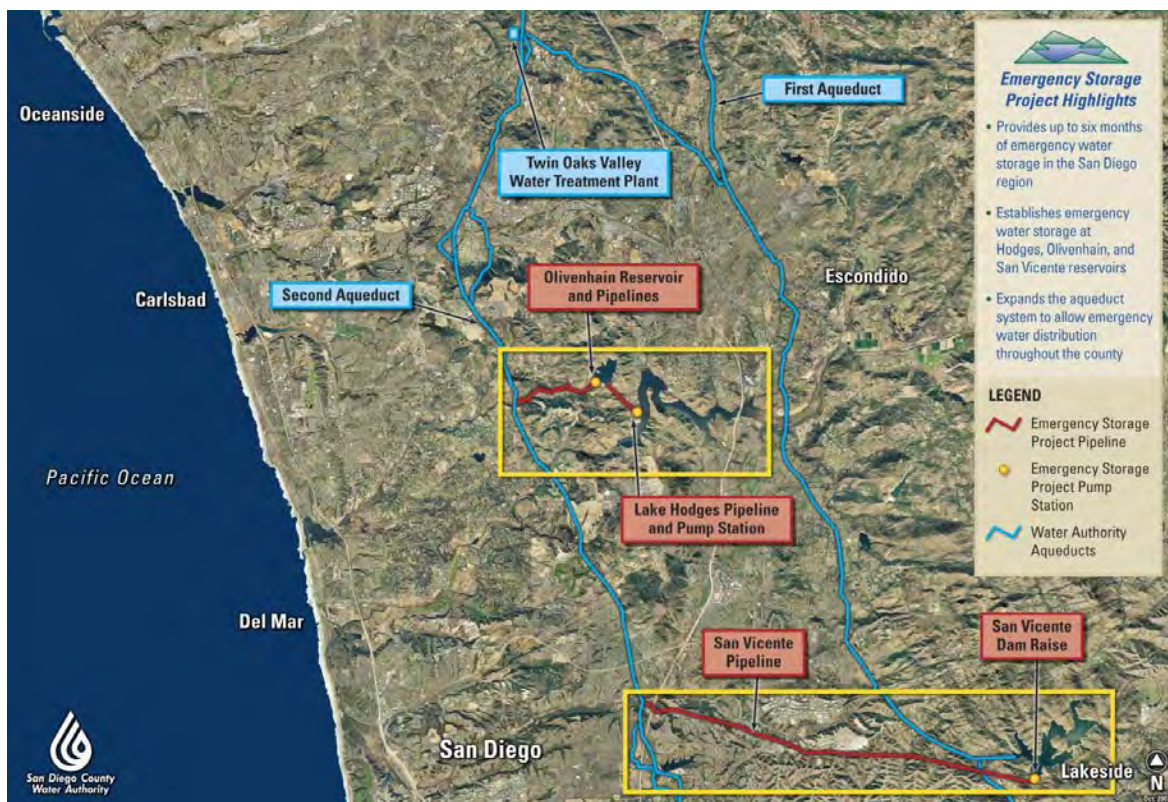 Oceanside
Carlsbad
Pacific Ocean
Del Mar
San Diego
Escondido
Lakeside
First Aqueduct
Twin Oaks Valley
Water Treatment Plant
Second Aqueduct
Olivenhain Reservoir
and Pipelines
Lake Hodges Pipeline
and Pump Station
San Vicente
Pipeline
San Vicente
Dam Raise
Emergency Storage
Project Highlights
• Provides up to six months
of emergency water
storage in the San Diego
region
• Establishes emergency
water storage at
Hodges, Olivenhain, and
San Vicente reservoirs
• Expands the aqueduct
system to allow emergency
water distribution
throughout the county
LEGEND
Emergency Storage
Project Pipeline
Emergency Storage
Project Pump
Station
Water Authority
Aqueducts
San Diego County
Water Authority
N